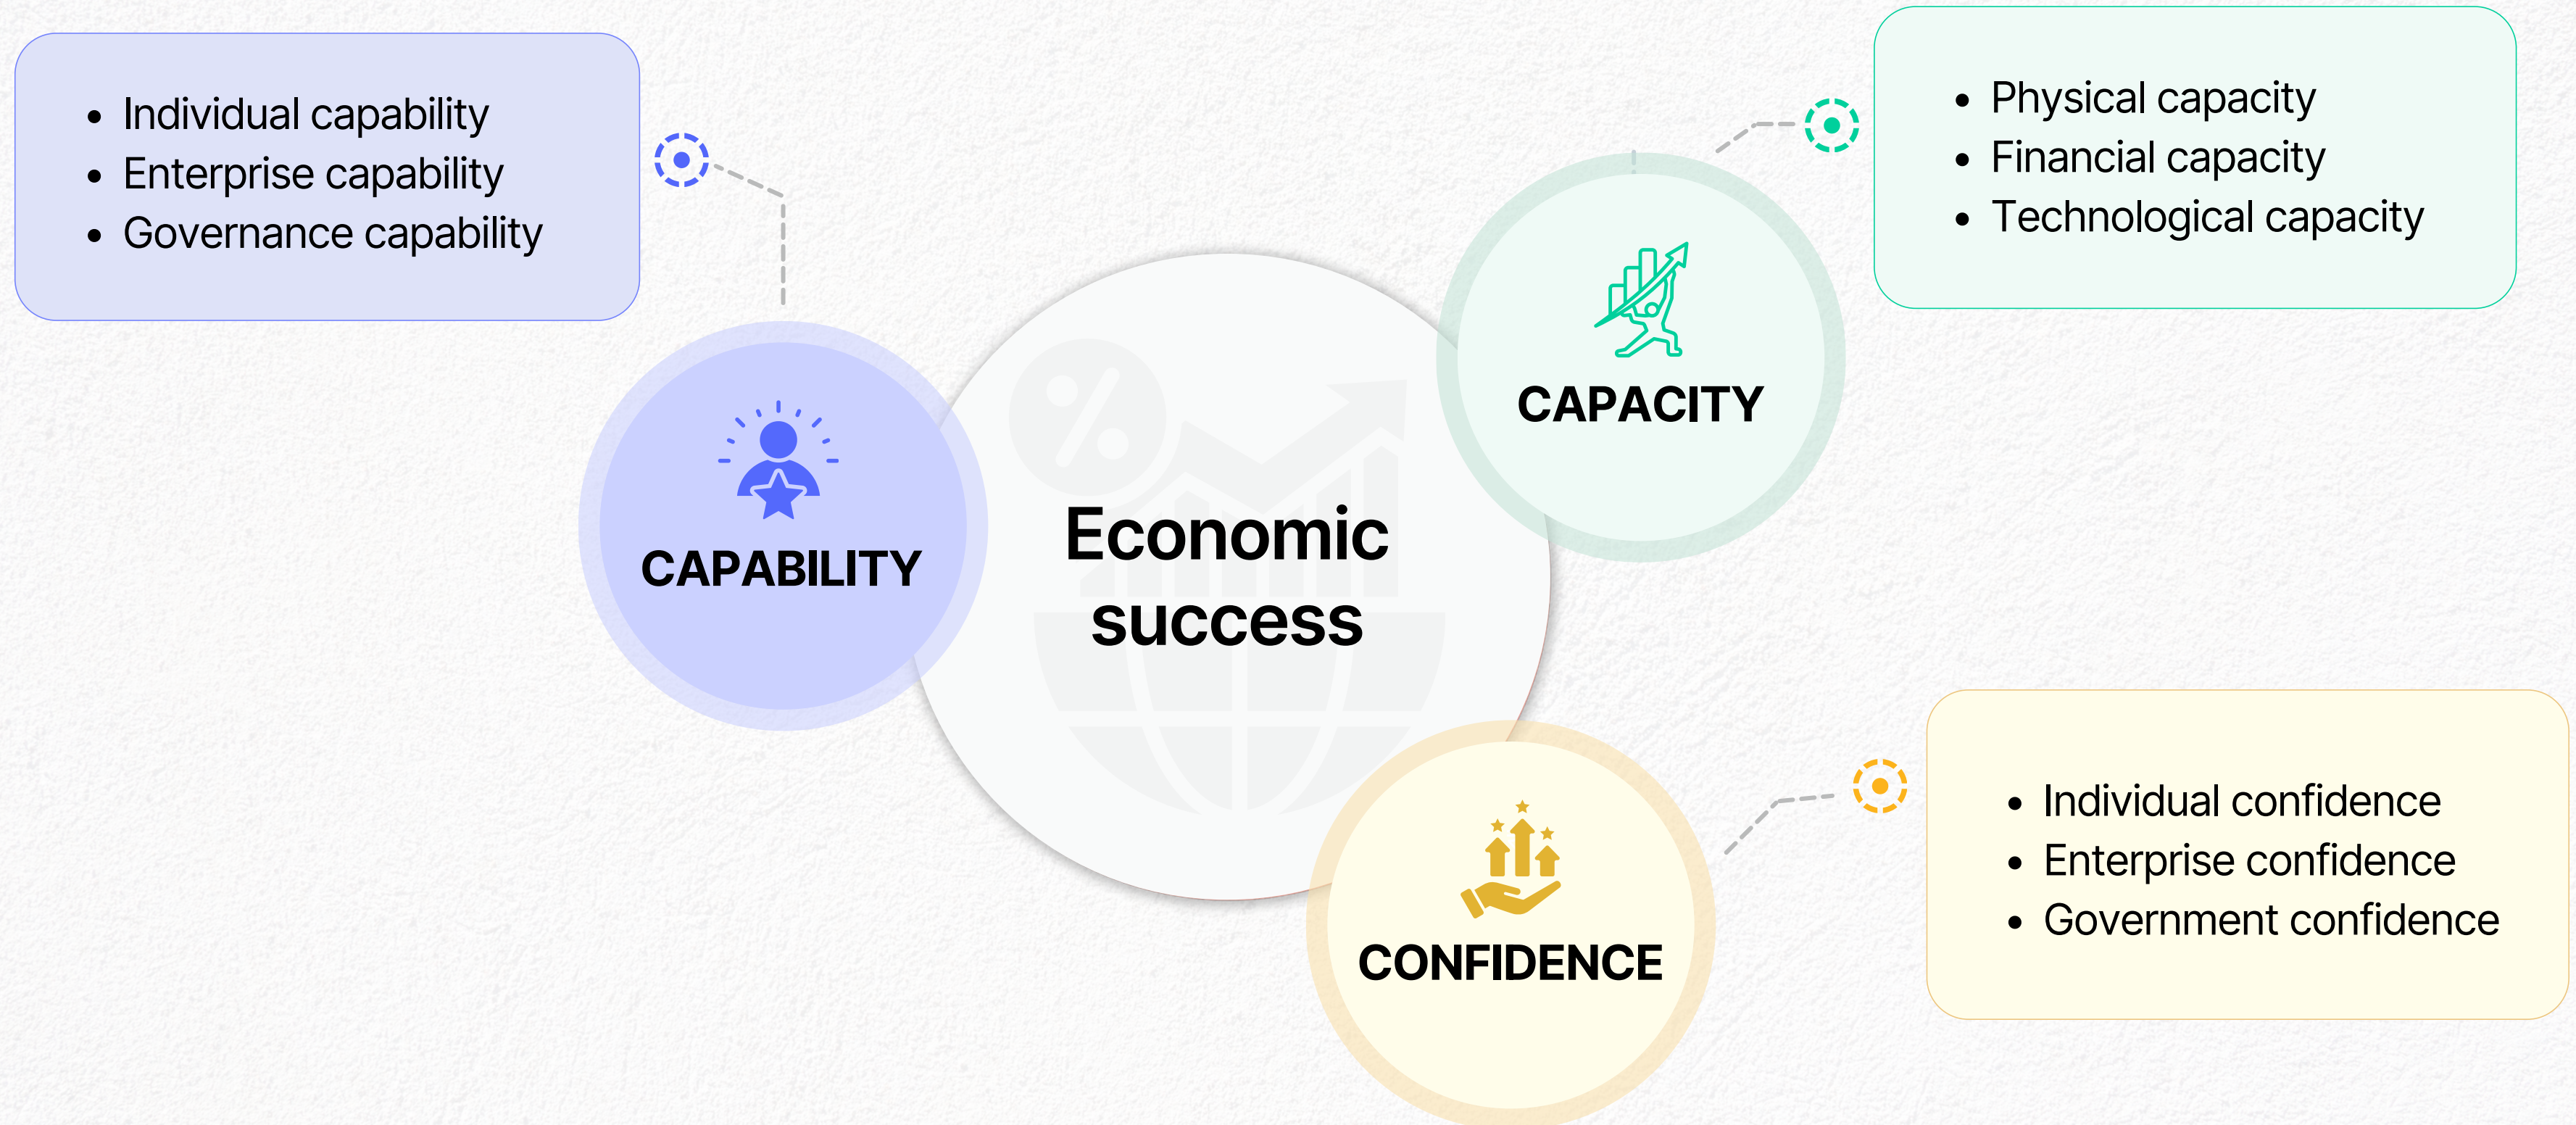 • Individual capability
• Enterprise capability
• Governance capability
CAPABILITY
Economic
success
• Physical capacity
• Financial capacity
• Technological capacity
CAPACITY
• Individual confidence
• Enterprise confidence
• Government confidence
CONFIDENCE